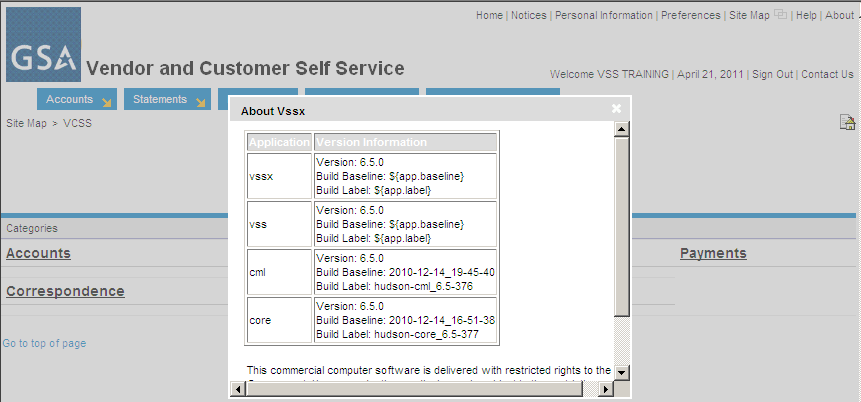 Home | Notices | Personal Information | Preferences | Site Map | Help | About
GSA
Vendor and Customer Self Service
Welcome VSS TRAINING | April 21, 2011 | Sign Out | Contact Us
Accounts Statements
Site Map > VCSS
About Vssx
Application Version Information
vssx
Version: 6.5.0
Build Baseline: ${app.baseline}
Build Label: ${app.label}
vss
Version: 6.5.0
Build Baseline: ${app.baseline}
Build Label: ${app.label}
cml
Version: 6.5.0
Build Baseline: 2010-12-14_19-45-40
Build Label: hudson-cml_6.5-376
core
Version: 6.5.0
Build Baseline: 2010-12-14_16-51-38
Build Label: hudson-core_6.5-377
This commercial computer software is delivered with restricted rights to the
Categories
Accounts
Payments
Correspondence
Go to top of page